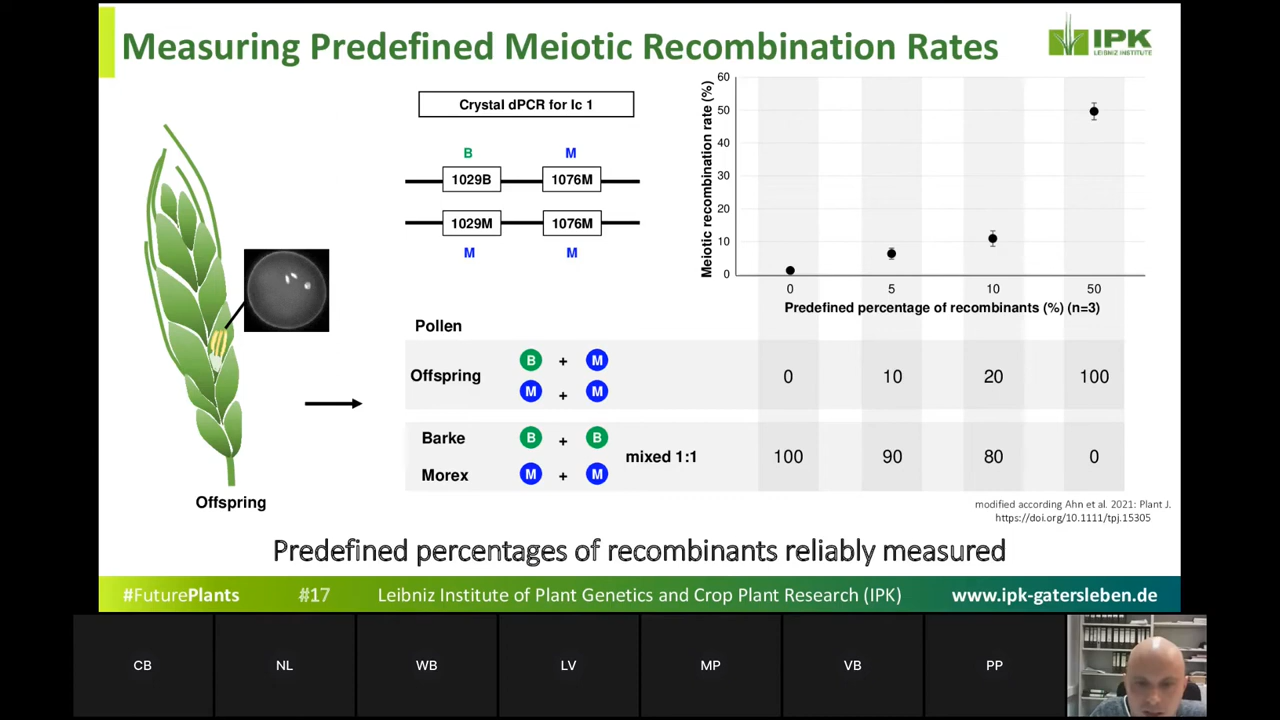 Measuring Predefined Meiotic Recombination Rates
IPK
LEIBNIZ INSTITUTE
Crystal dPCR for Ic 1
B M
1029B 1076M
1029M 1076M
M M
Meiotic recombination rate (%)
60
50
40
30
20
10
0
0 5 10 50
Predefined percentage of recombinants (%) (n=3)
Pollen
Offspring B + M
M + M
0 10 20 100
Barke B + B
Morex M + M
mixed 1:1
100 90 80 0
Offspring
modified according Ahn et al. 2021: Plant J.
https://doi.org/10.1111/tpj.15305
Predefined percentages of recombinants reliably measured
#FuturePlants #17 Leibniz Institute of Plant Genetics and Crop Plant Research (IPK) www.ipk-gatersleben.de
CB NL WB LV MP VB PP